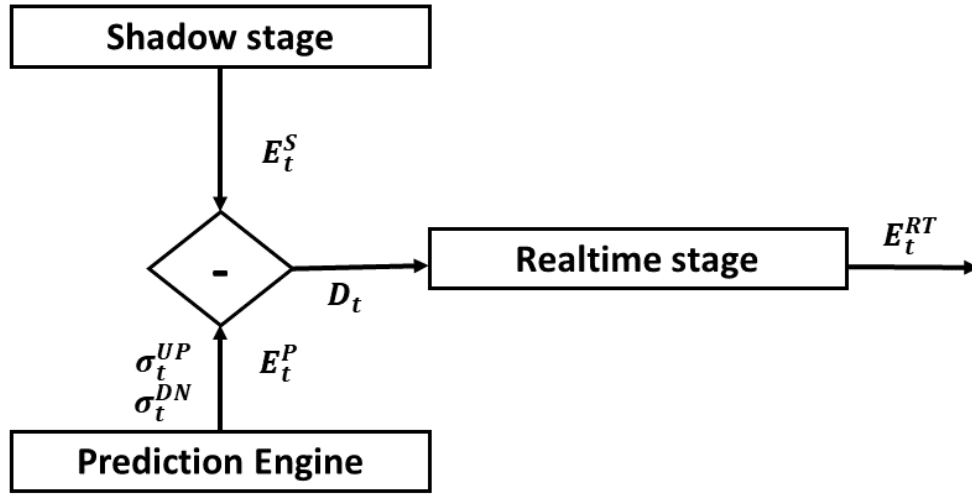 Shadow stage
E_t^S
-
Realtime stage
E_t^{RT}
D_t
σ_t^{UP}
E_t^P
σ_t^{DN}
Prediction Engine